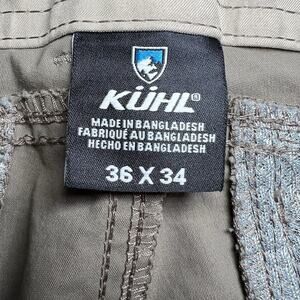 KÜHL®
MADE IN BANGLADESH
FABRIQUÉ AU BANGLADESH
HECHO EN BANGLADESH
36 X 34